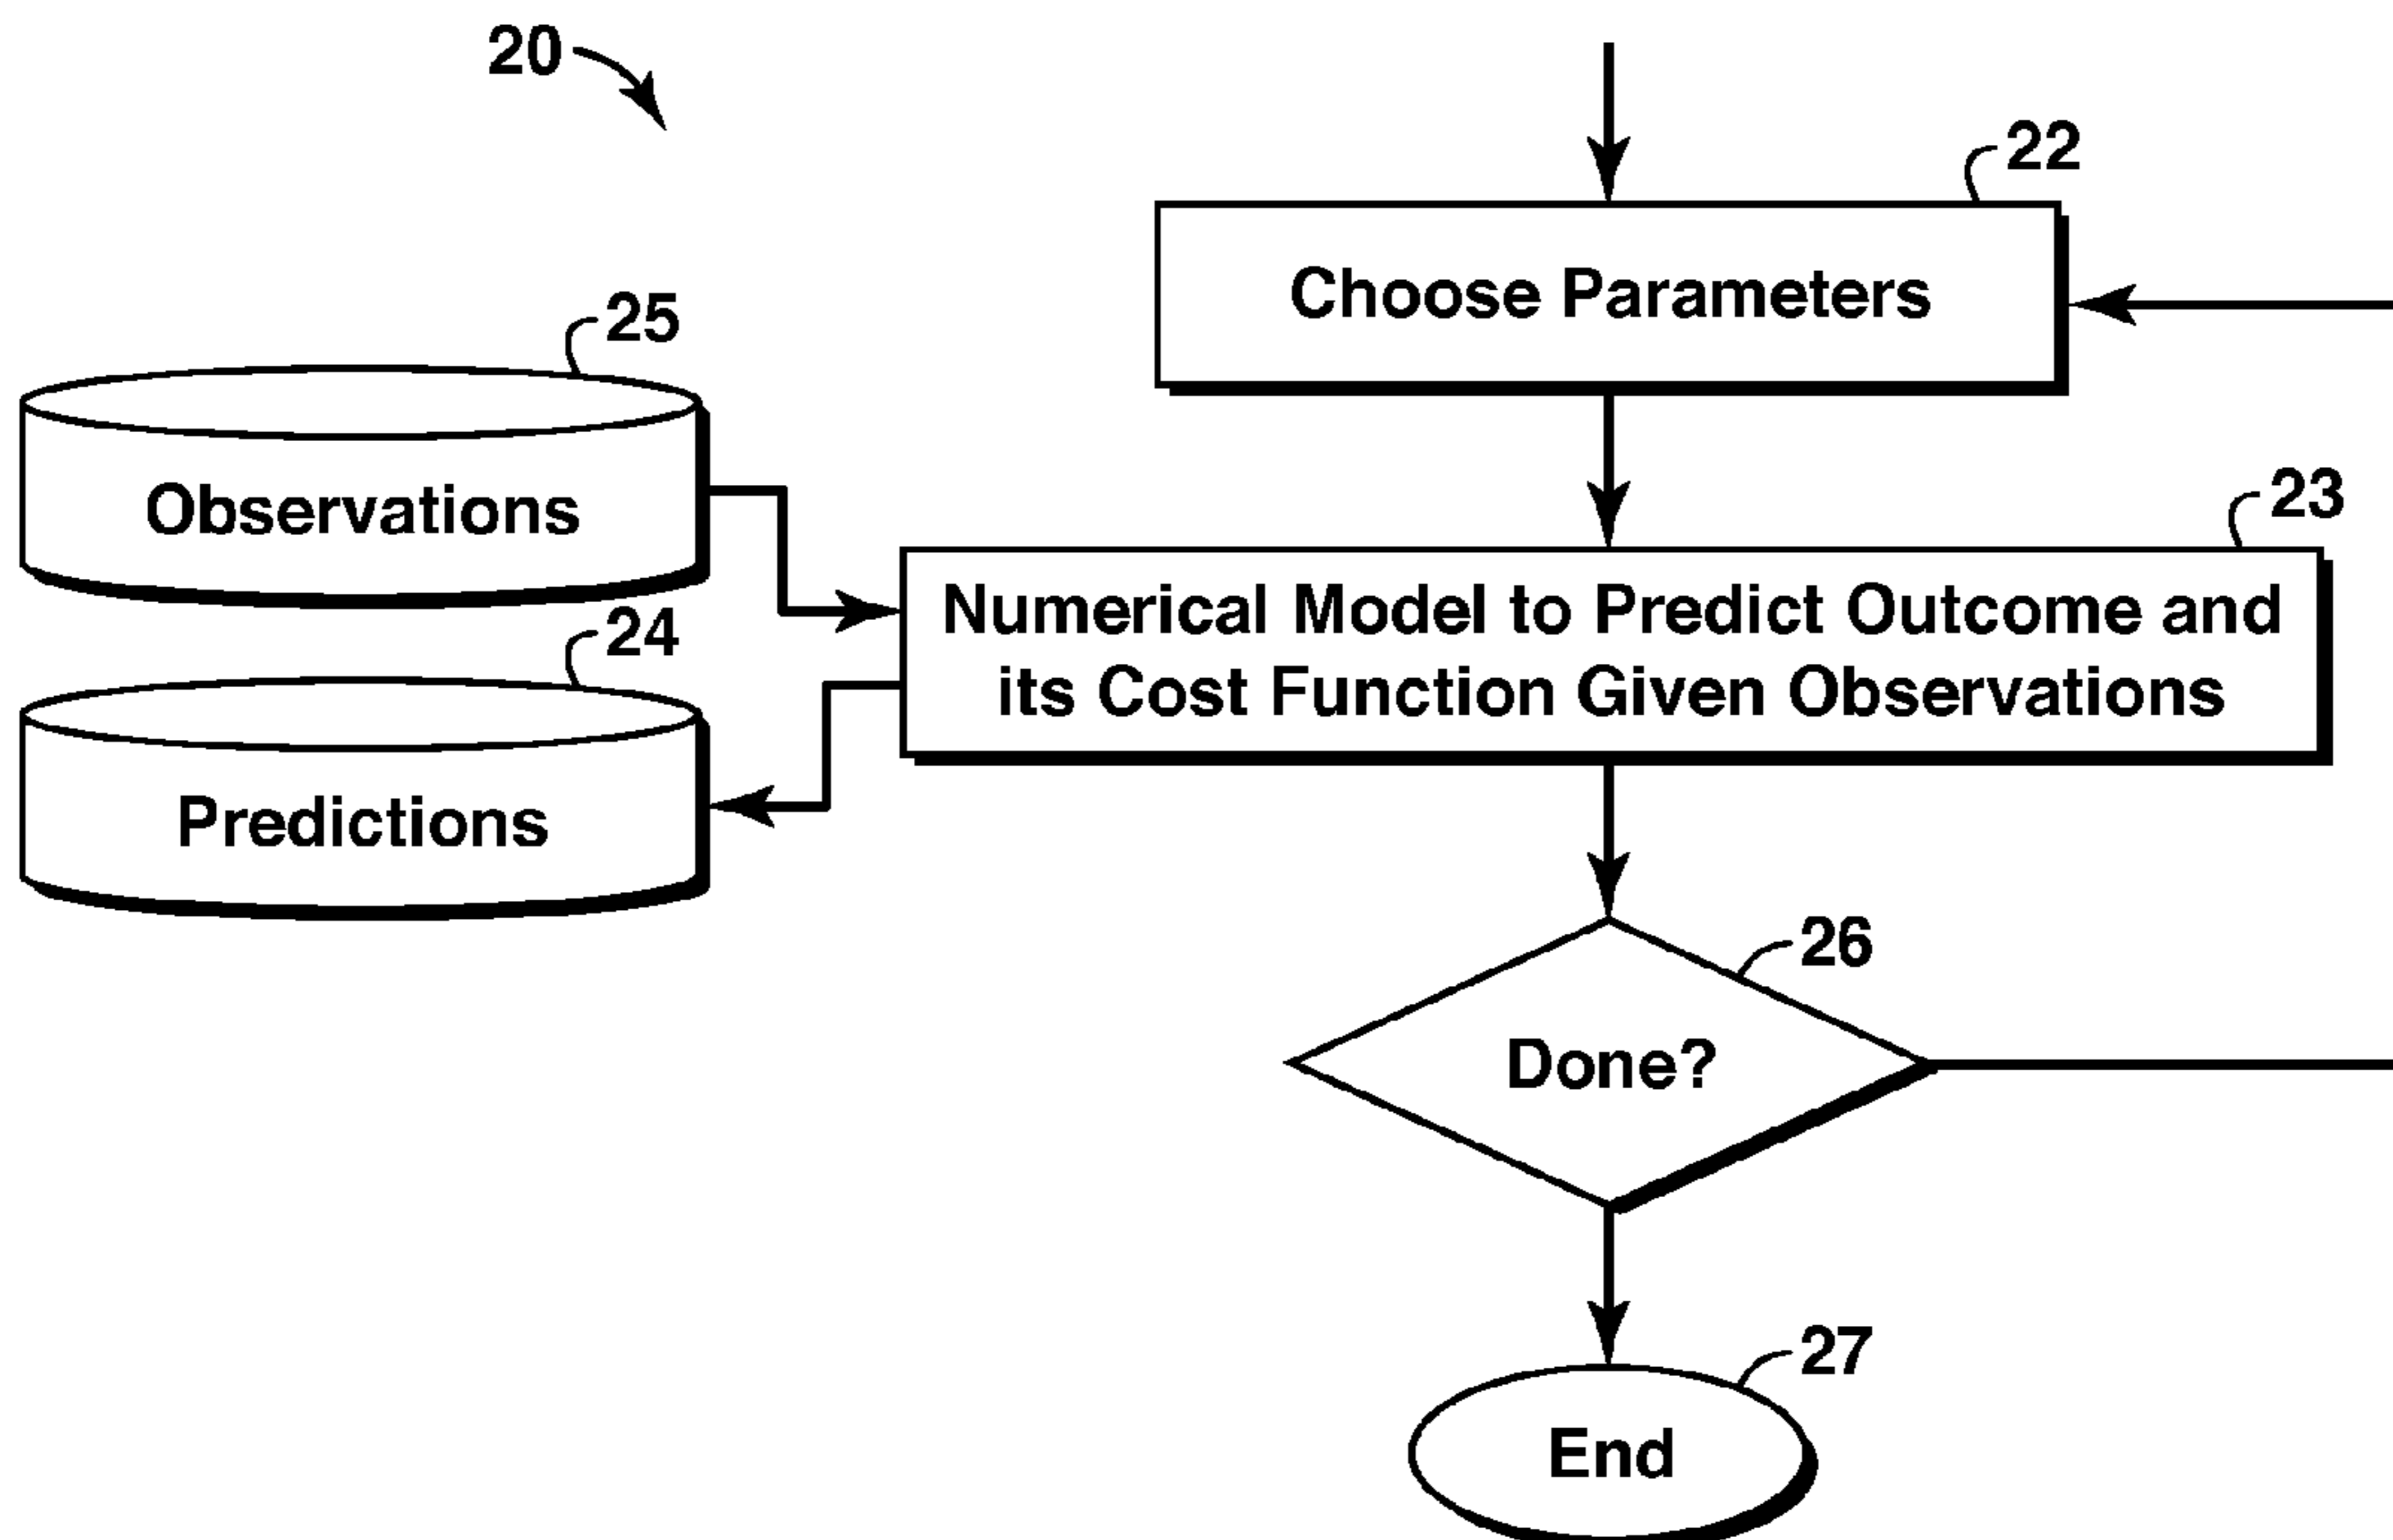 20
22
Choose Parameters
25
Observations
23
Numerical Model to Predict Outcome and
its Cost Function Given Observations
24
Predictions
26
Done?
27
End